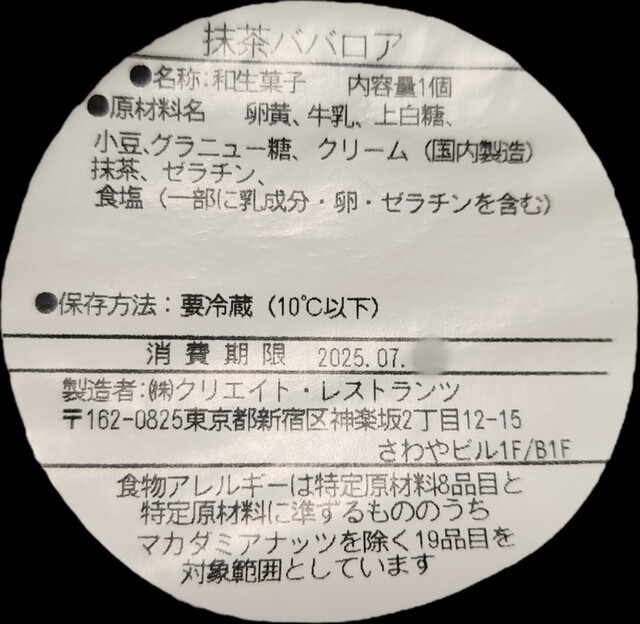 抹茶ババロア
●名称:和生菓子　内容量1個
●原材料名　卵黄、牛乳、上白糖、
小豆、グラニュー糖、クリーム（国内製造）
抹茶、ゼラチン、
食塩（一部に乳成分・卵・ゼラチンを含む）
●保存方法：要冷蔵（10℃以下）
消費期限　2025.07.
製造者:㈱クリエイト・レストランツ
〒162-0825東京都新宿区神楽坂2丁目12-15
さわやビル1F/B1F
食物アレルギーは特定原材料8品目と
特定原材料に準ずるもののうち
マカダミアナッツを除く19品目を
対象範囲としています